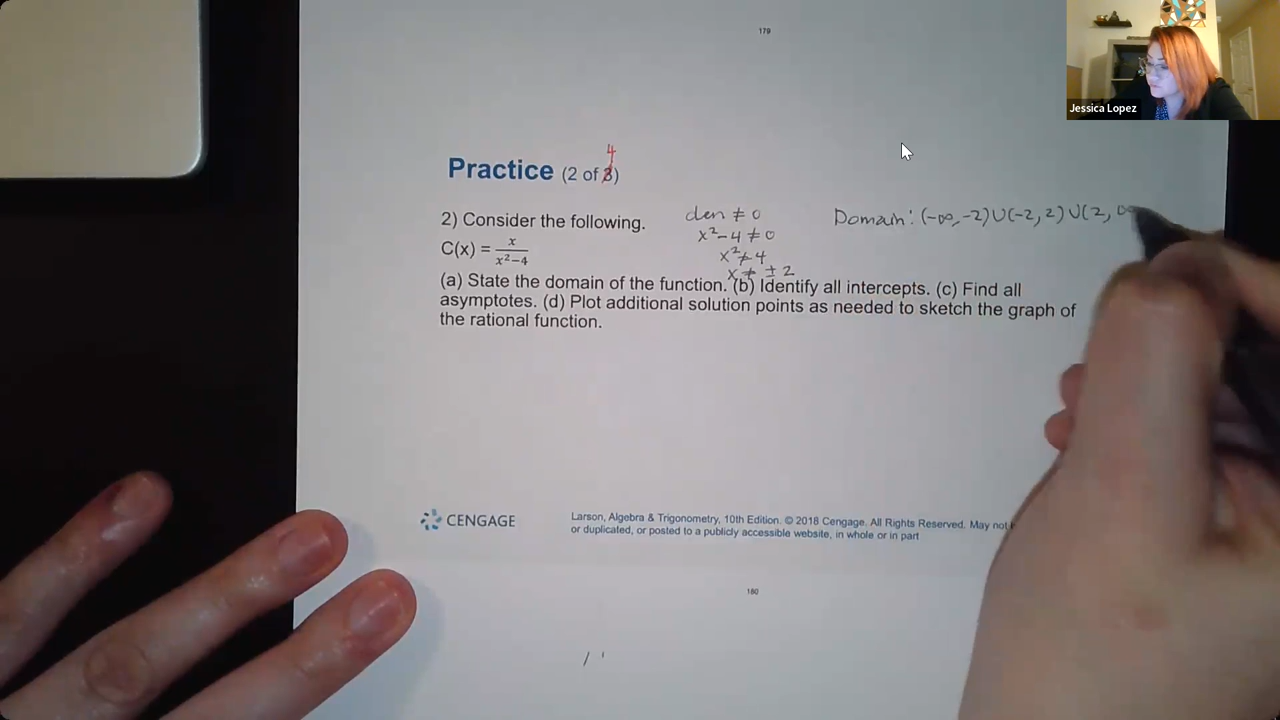 179
Jessica Lopez
4
Practice (2 of 3)
2) Consider the following.
C(x) = x/(x²-4)
den ≠ 0
x²-4 ≠ 0
x² ≠ 4
x ≠ ±2
Domain: (-∞, -2) ∪ (-2, 2) ∪ (2, ∞
(a) State the domain of the function. (b) Identify all intercepts. (c) Find all
asymptotes. (d) Plot additional solution points as needed to sketch the graph of
the rational function.
CENGAGE
Larson, Algebra & Trigonometry, 10th Edition. © 2018 Cengage. All Rights Reserved. May not
or duplicated, or posted to a publicly accessible website, in whole or in part
180